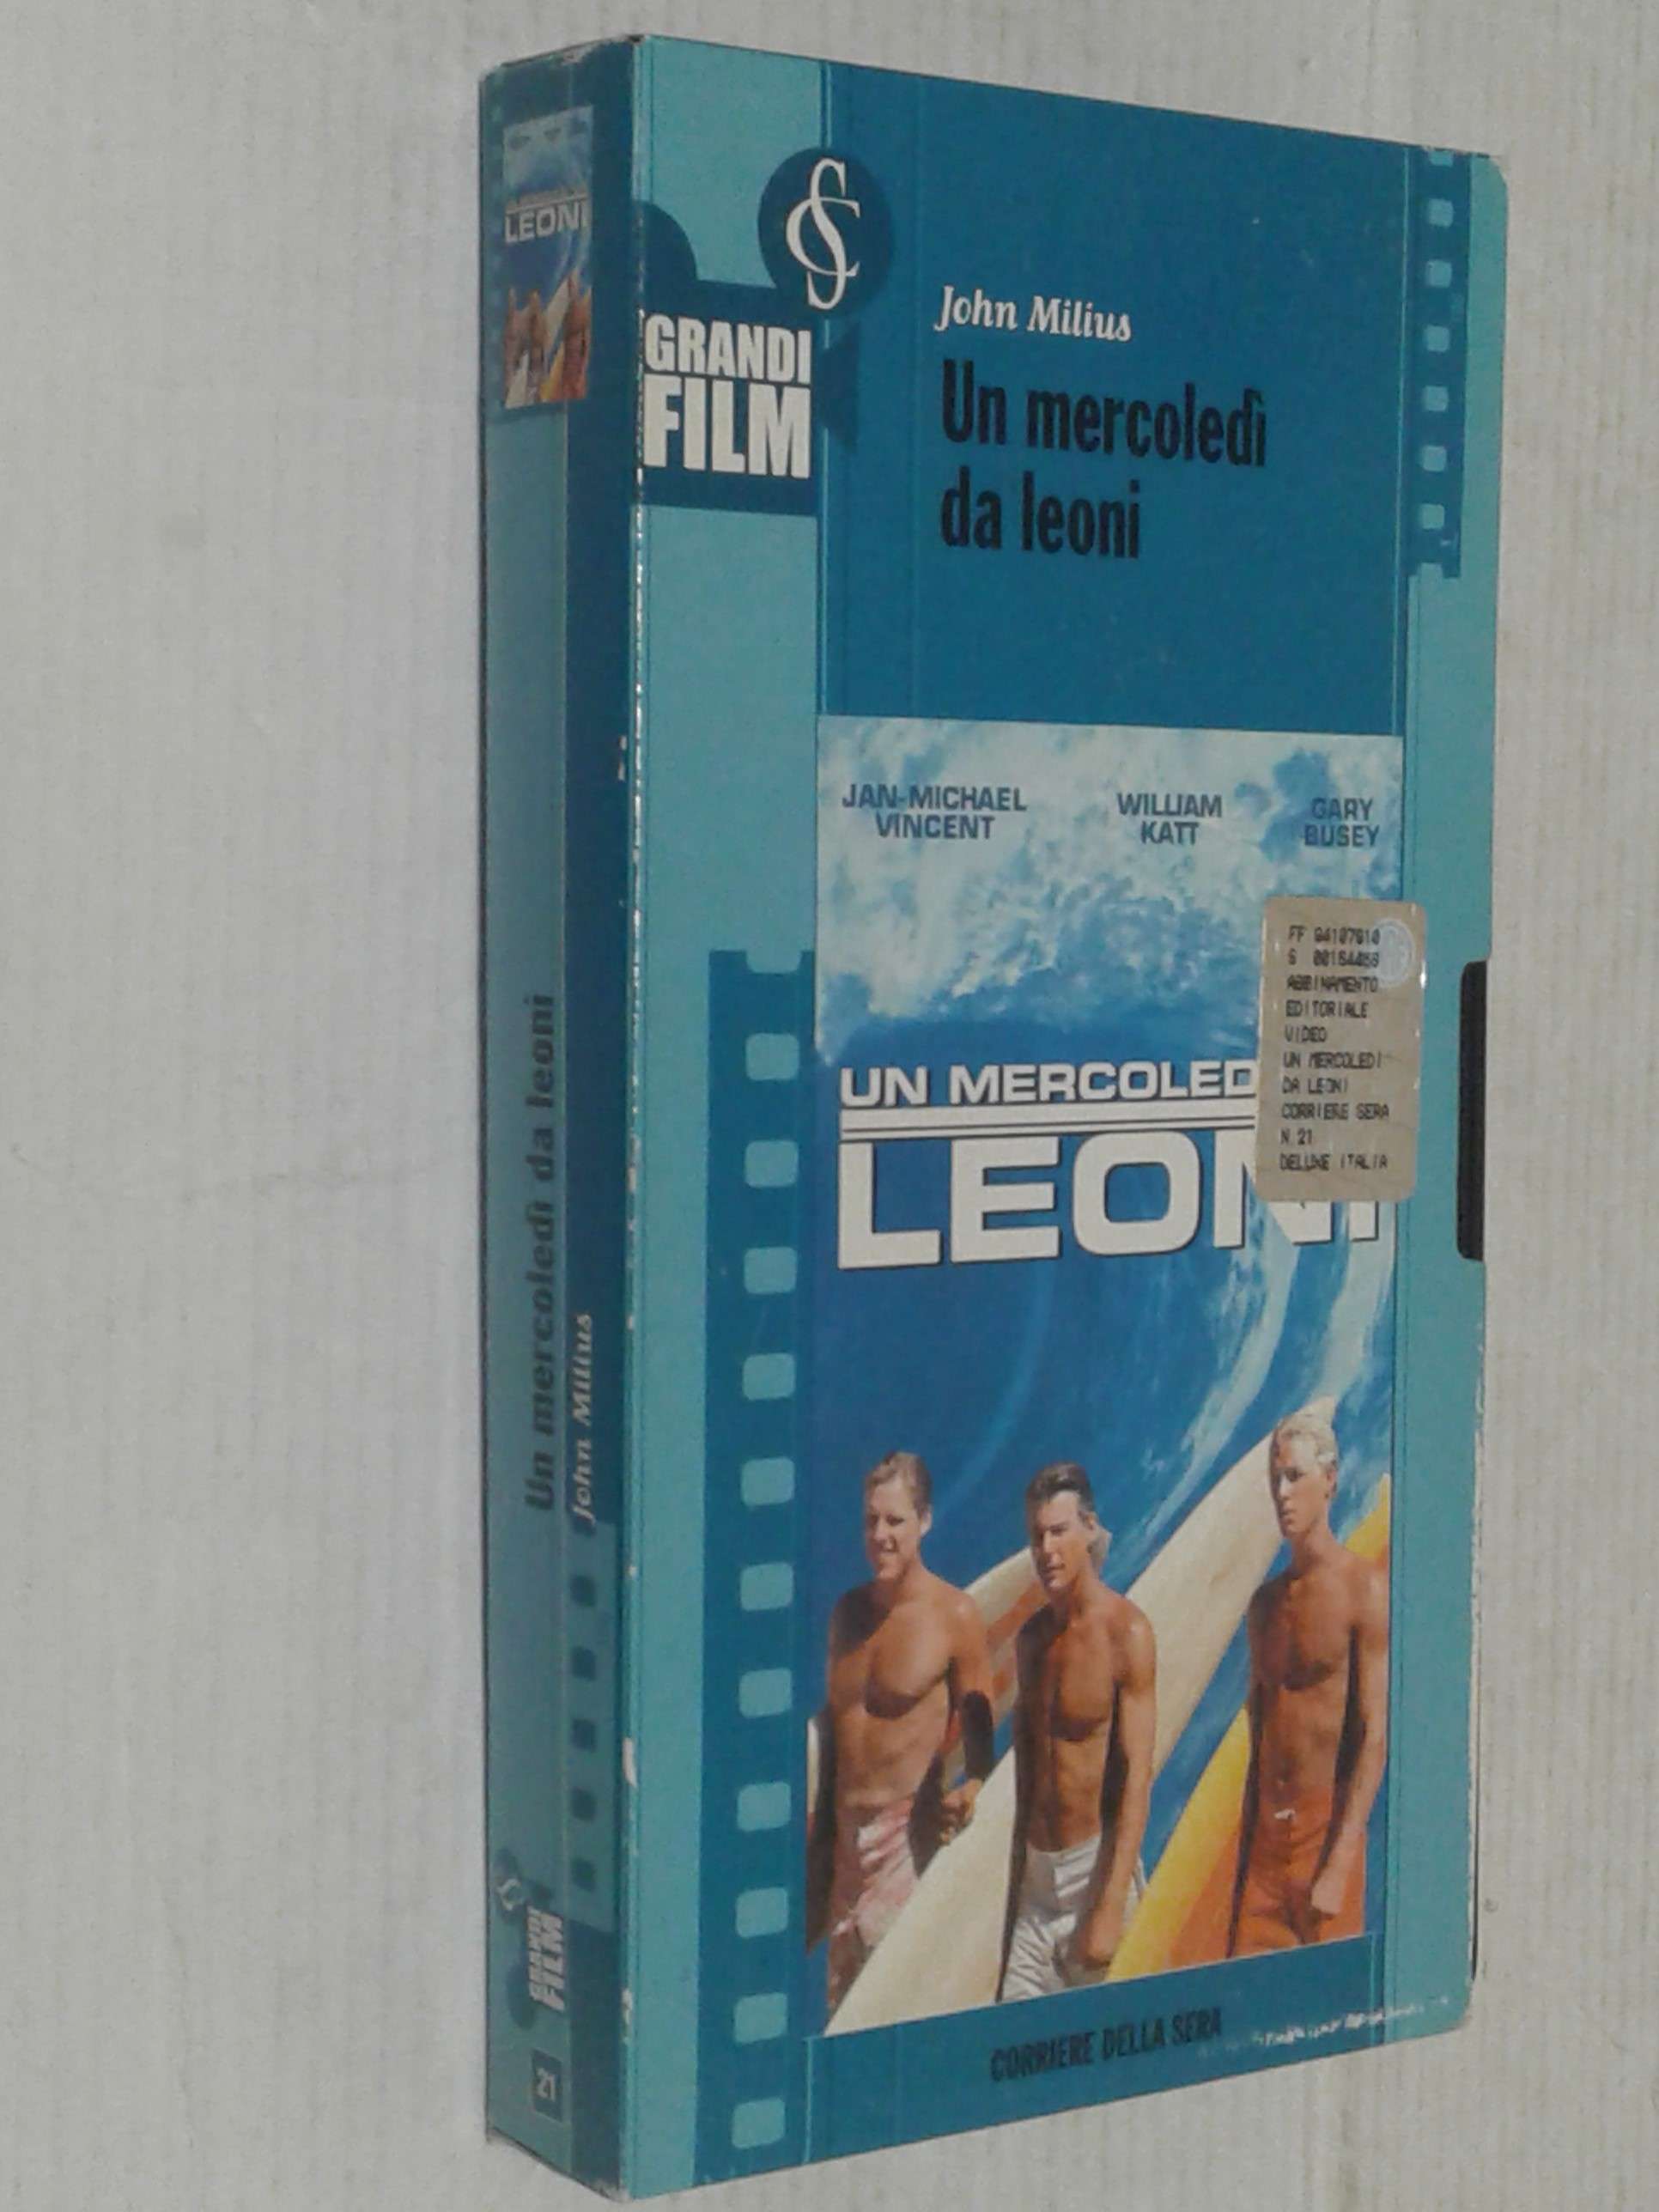 LEONI
Un mercoledì da leoni
John Milius
GRANDI
FILM
21
GRANDI
FILM
John Milius
Un mercoledì
da leoni
JAN-MICHAEL
VINCENT
WILLIAM
KATT
GARY
BUSEY
UN MERCOLED
LEONI
ABBINAMENTO
EDITORIALE
VIDEO
UN MERCOLEDI
DA LEONI
CORRIERE SERA
N 21
DELUXE ITALIA
CORRIERE DELLA SERA